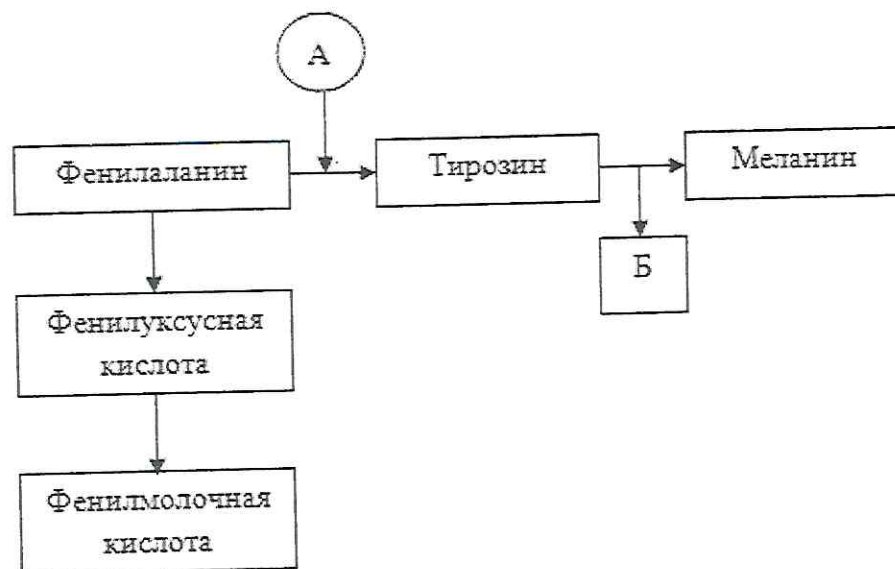 А
Фенилаланин
Тирозин
Меланин
Б
Фенилуксусная
кислота
Фенилмолочная
кислота